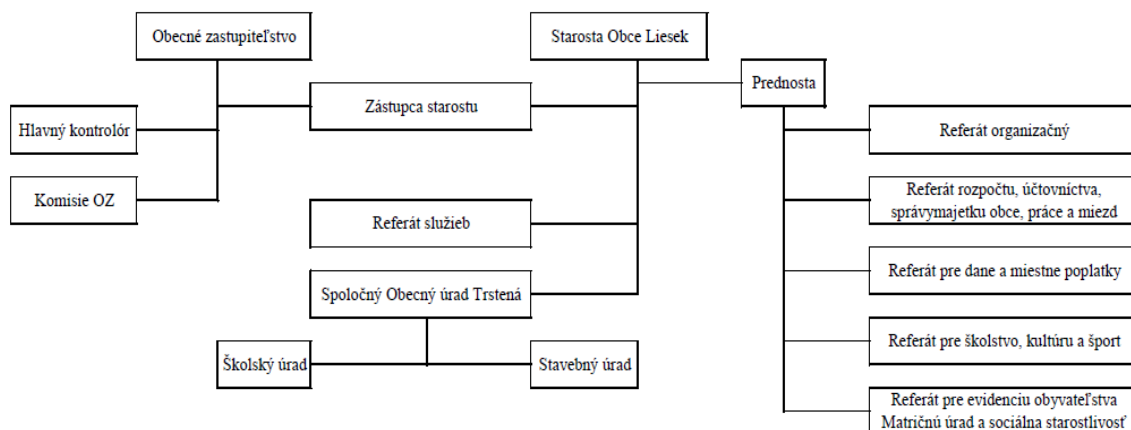 Obecné zastupiteľstvo
Starosta Obce Liesek
Prednosta
Zástupca starostu
Hlavný kontrolór
Referát organizačný
Komisie OZ
Referát rozpočtu, účtovníctva,
správymajetku obce, práce a miezd
Referát služieb
Referát pre dane a miestne poplatky
Spoločný Obecný úrad Trstená
Referát pre školstvo, kultúru a šport
Školský úrad
Stavebný úrad
Referát pre evidenciu obyvateľstva
Matričnú úrad a sociálna starostlivosť